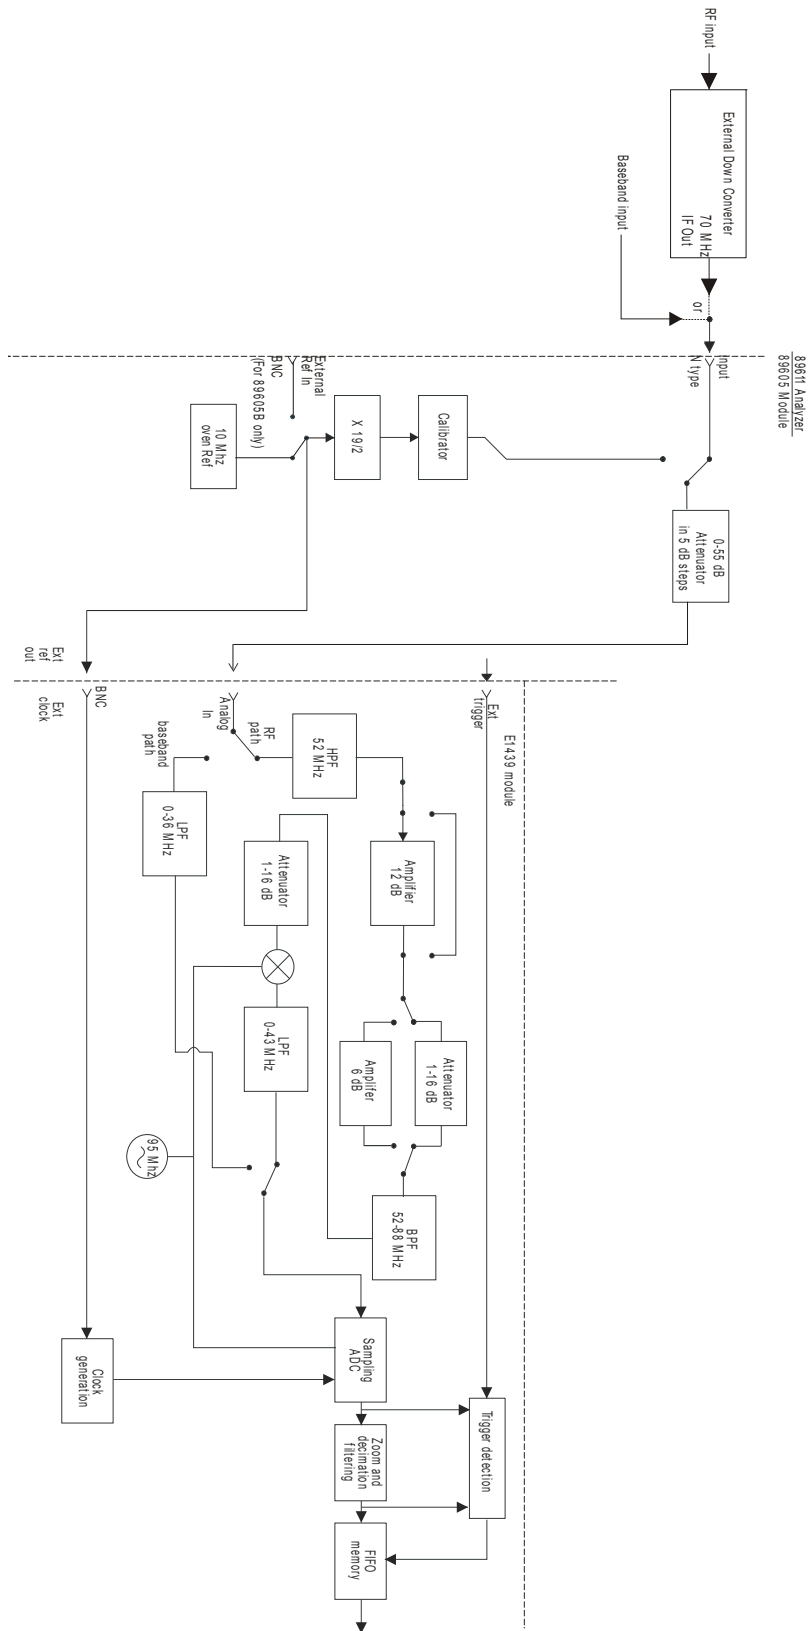 RF input
External Down Converter
70 MHz
IF Out
Baseband input
or
89611 Analyzer
89605 Module
Input
N type
External
Ref In
BNC
(For 89605B only)
10 Mhz
oven Ref
X 19/2
Calibrator
0-55 dB
Attenuator
in 5 dB steps
Ext
ref
out
BNC
Ext
clock
Analog
In
RF
path
baseband
path
Ext
trigger
E1439 module
HPF
52 MHz
LPF
0-36 MHz
Amplifier
12 dB
Attenuator
1-16 dB
LPF
0-43 MHz
Attenuator
1-16 dB
Amplifer
6 dB
BPF
52-88 MHz
95 Mhz
Clock
generation
Sampling
ADC
Zoom and
decimation
filtering
Trigger detection
FIFO
memory